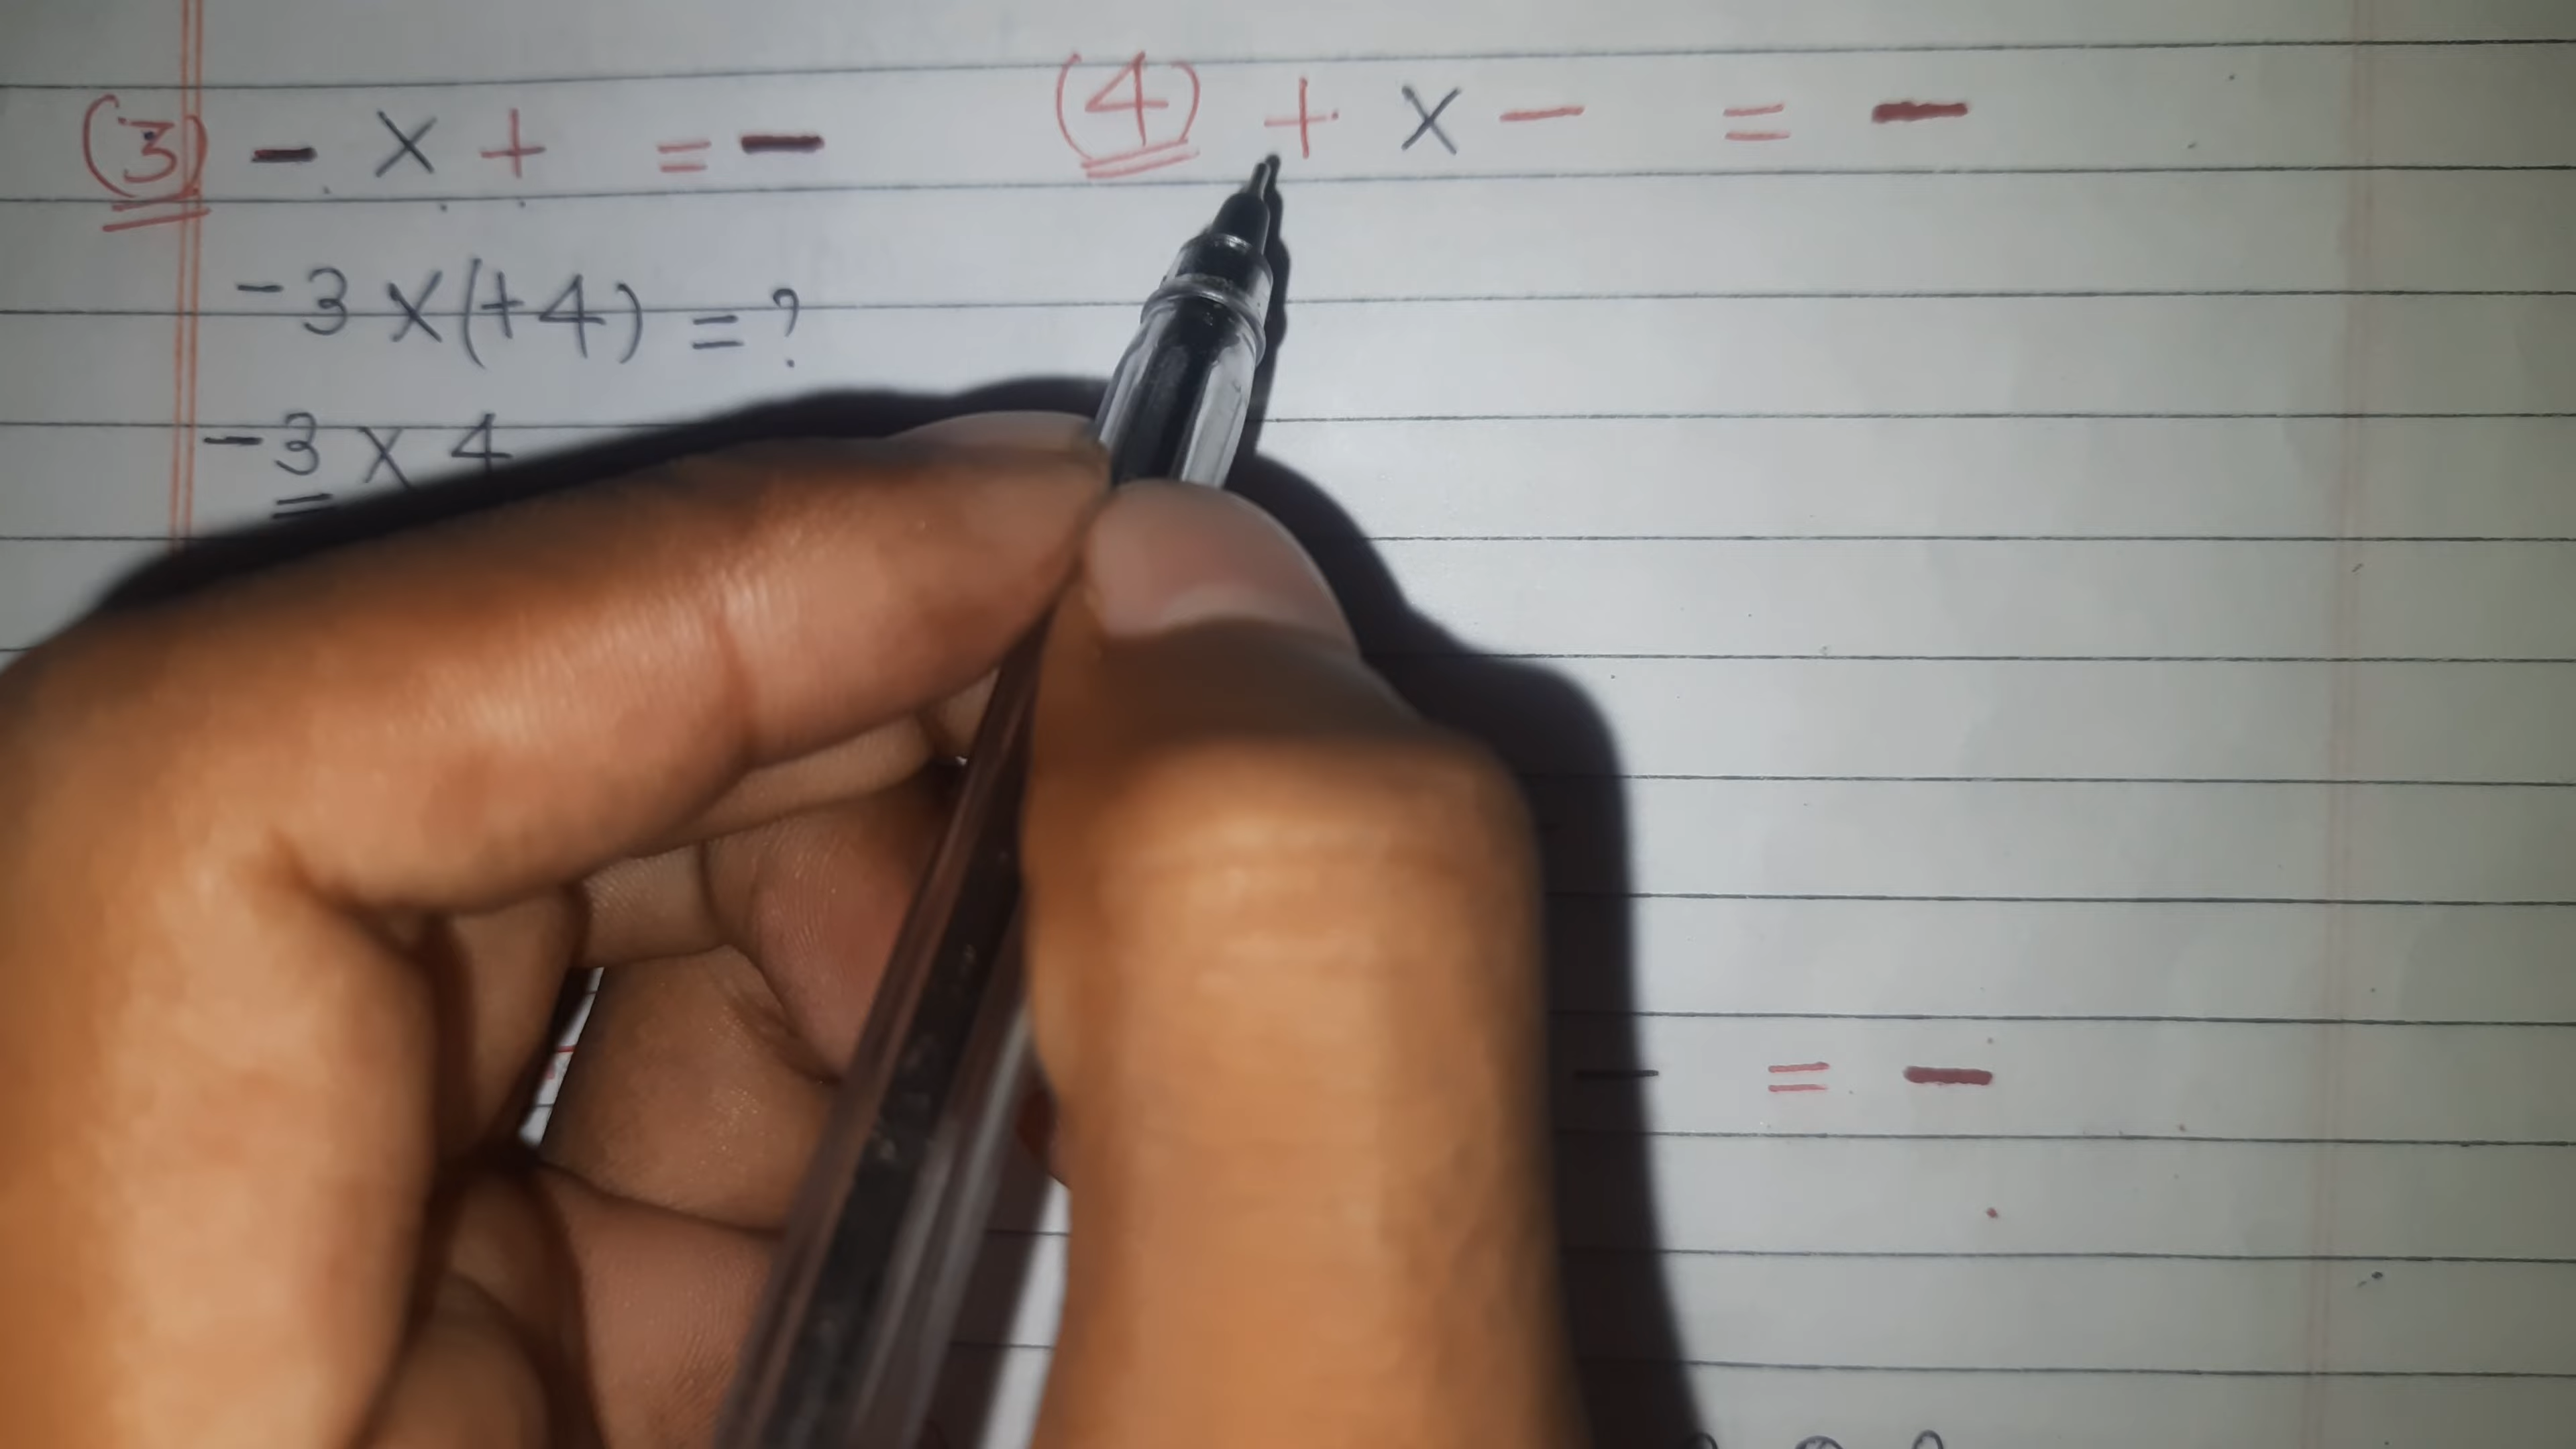 (3) - × + = -
-3 ×(+4) = ?
-3 × 4
=
(4) + × - = -
- = -